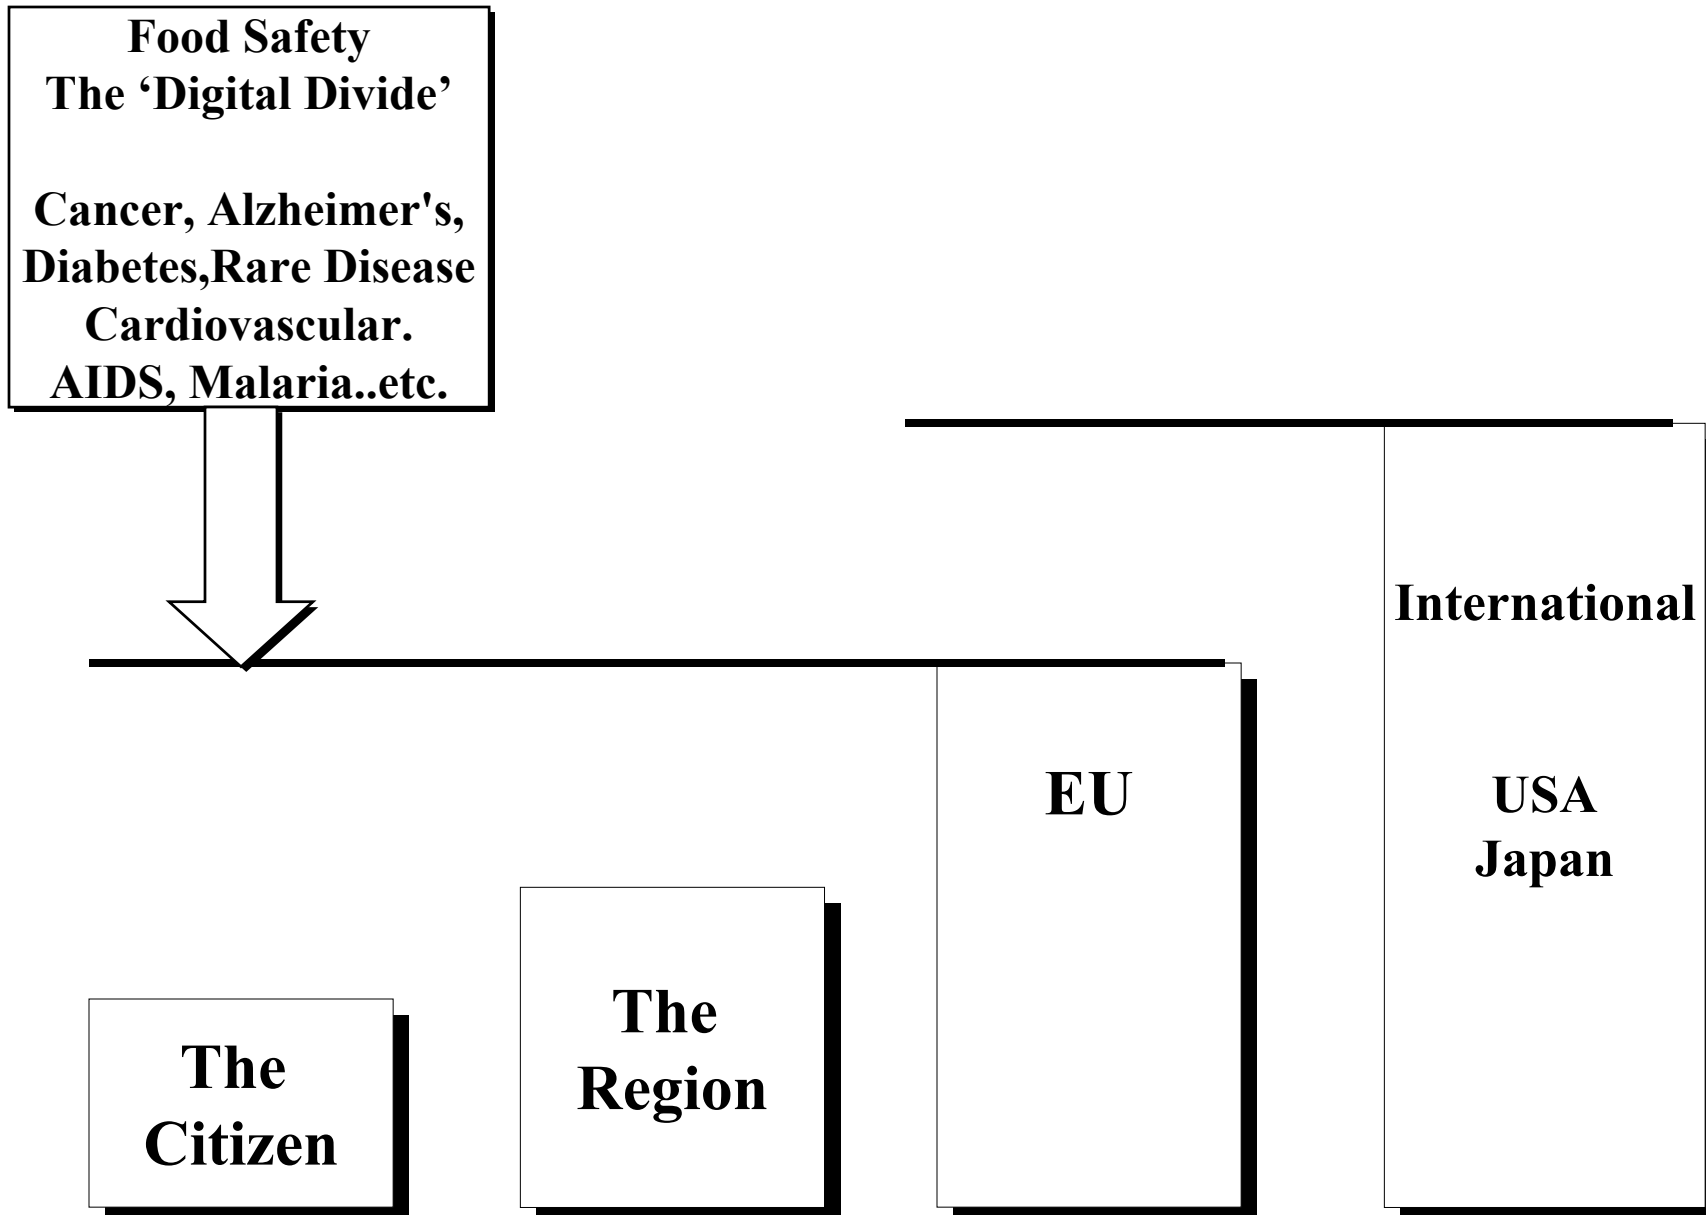 Food Safety
The ‘Digital Divide’
Cancer, Alzheimer's,
Diabetes,Rare Disease
Cardiovascular.
AIDS, Malaria..etc.
International
USA
Japan
EU
The
Region
The
Citizen